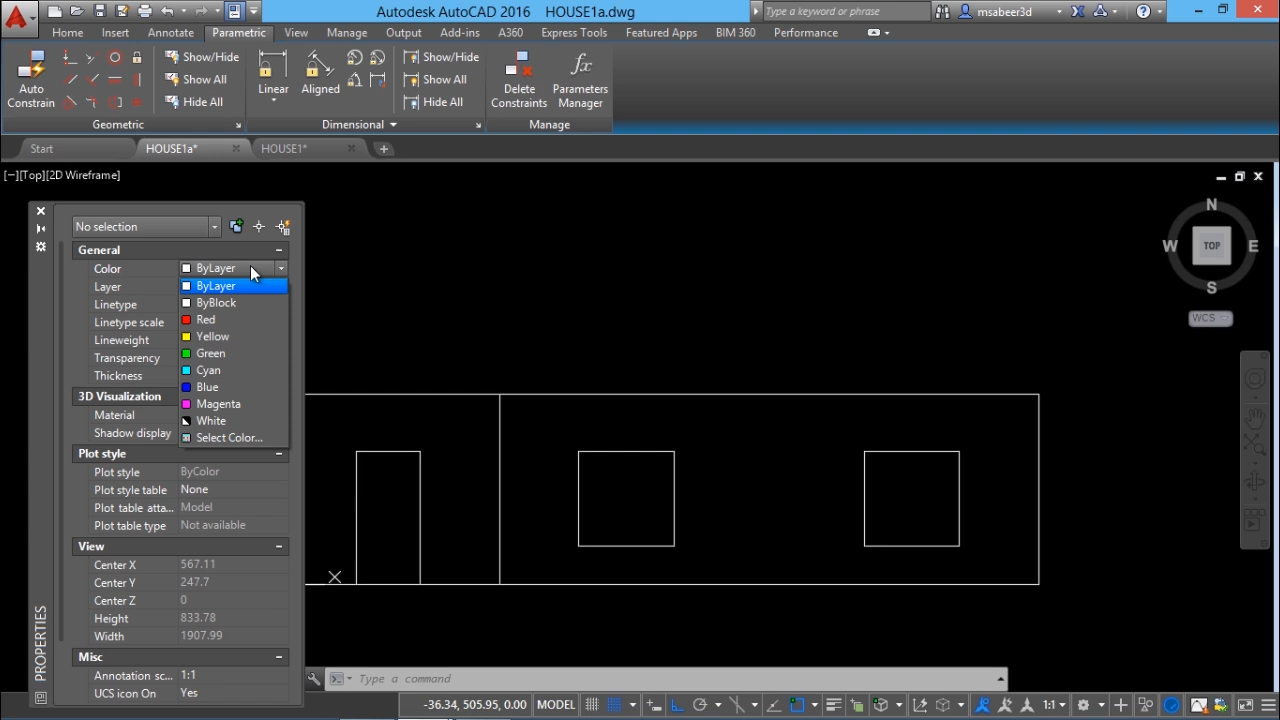 Autodesk AutoCAD 2016 HOUSE1a.dwg
Type a keyword or phrase
msabeer3d
Home Insert Annotate Parametric View Manage Output Add-ins A360 Express Tools Featured Apps BIM 360 Performance
Auto Constrain
Show/Hide
Show All
Hide All
Linear
Aligned
Show/Hide
Show All
Hide All
Delete Constraints
Parameters Manager
Geometric
Dimensional
Manage
Start HOUSE1a* HOUSE1*
[−][Top][2D Wireframe]
N
W TOP E
S
WCS
No selection
General
Color ByLayer
Layer
Linetype
Linetype scale
Lineweight
Transparency
Thickness
ByLayer
ByBlock
Red
Yellow
Green
Cyan
Blue
Magenta
White
Select Color...
3D Visualization
Material
Shadow display
Plot style
Plot style ByColor
Plot style table None
Plot table atta... Model
Plot table type Not available
View
Center X 567.11
Center Y 247.7
Center Z 0
Height 833.78
Width 1907.99
Misc
Annotation sc... 1:1
UCS icon On Yes
PROPERTIES
X
Type a command
-36.34, 505.95, 0.00 MODEL
1:1